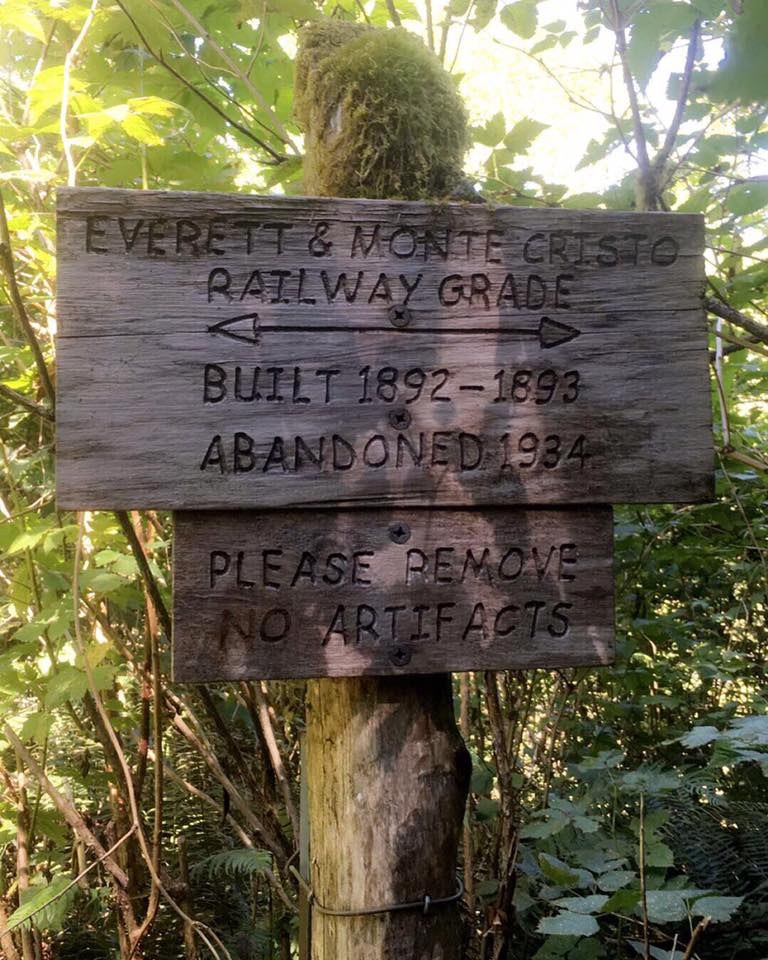 EVERETT & MONTE CRISTO
RAILWAY GRADE
BUILT 1892-1893
ABANDONED 1934
PLEASE REMOVE
NO ARTIFACTS